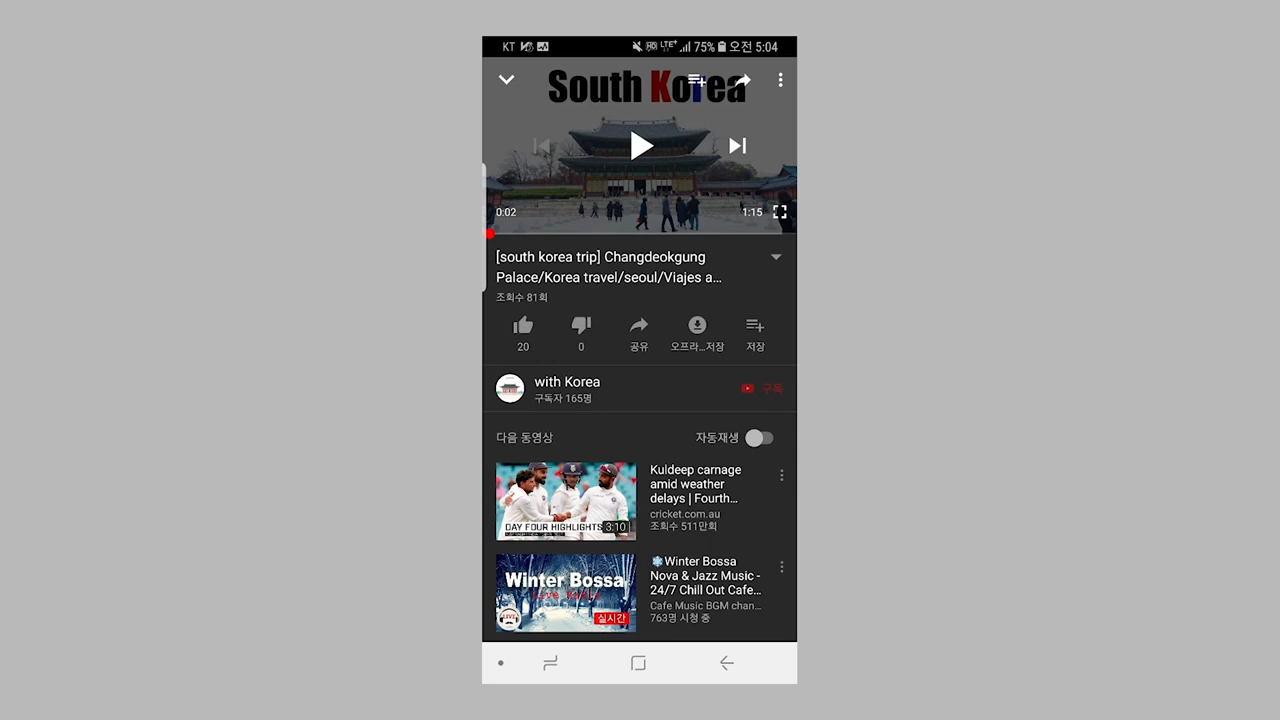 KT LTE+ 75% 오전 5:04
South Korea
0:02 1:15
[south korea trip] Changdeokgung
Palace/Korea travel/seoul/Viajes a...
조회수 81회
20 0 공유 오프라...저장 저장
with Korea
구독자 165명
구독
다음 동영상 자동재생
Kuldeep carnage
amid weather
delays | Fourth...
cricket.com.au
조회수 511만회
DAY FOUR HIGHLIGHTS 3:10
❄️Winter Bossa
Nova & Jazz Music -
24/7 Chill Out Cafe...
Cafe Music BGM chan...
763명 시청 중
Winter Bossa
Live Radio
LIVE
실시간